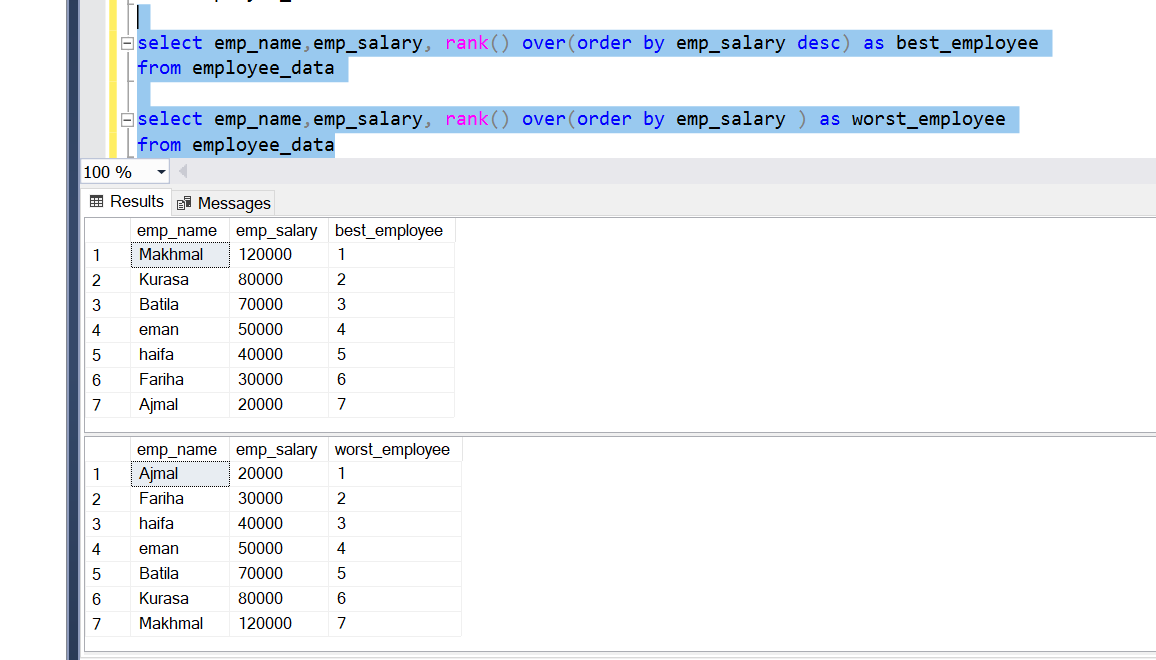 select emp_name,emp_salary, rank() over(order by emp_salary desc) as best_employee
from employee_data
select emp_name,emp_salary, rank() over(order by emp_salary ) as worst_employee
from employee_data
100 %
Results Messages
emp_name emp_salary best_employee
1 Makhmal 120000 1
2 Kurasa 80000 2
3 Batila 70000 3
4 eman 50000 4
5 haifa 40000 5
6 Fariha 30000 6
7 Ajmal 20000 7
emp_name emp_salary worst_employee
1 Ajmal 20000 1
2 Fariha 30000 2
3 haifa 40000 3
4 eman 50000 4
5 Batila 70000 5
6 Kurasa 80000 6
7 Makhmal 120000 7